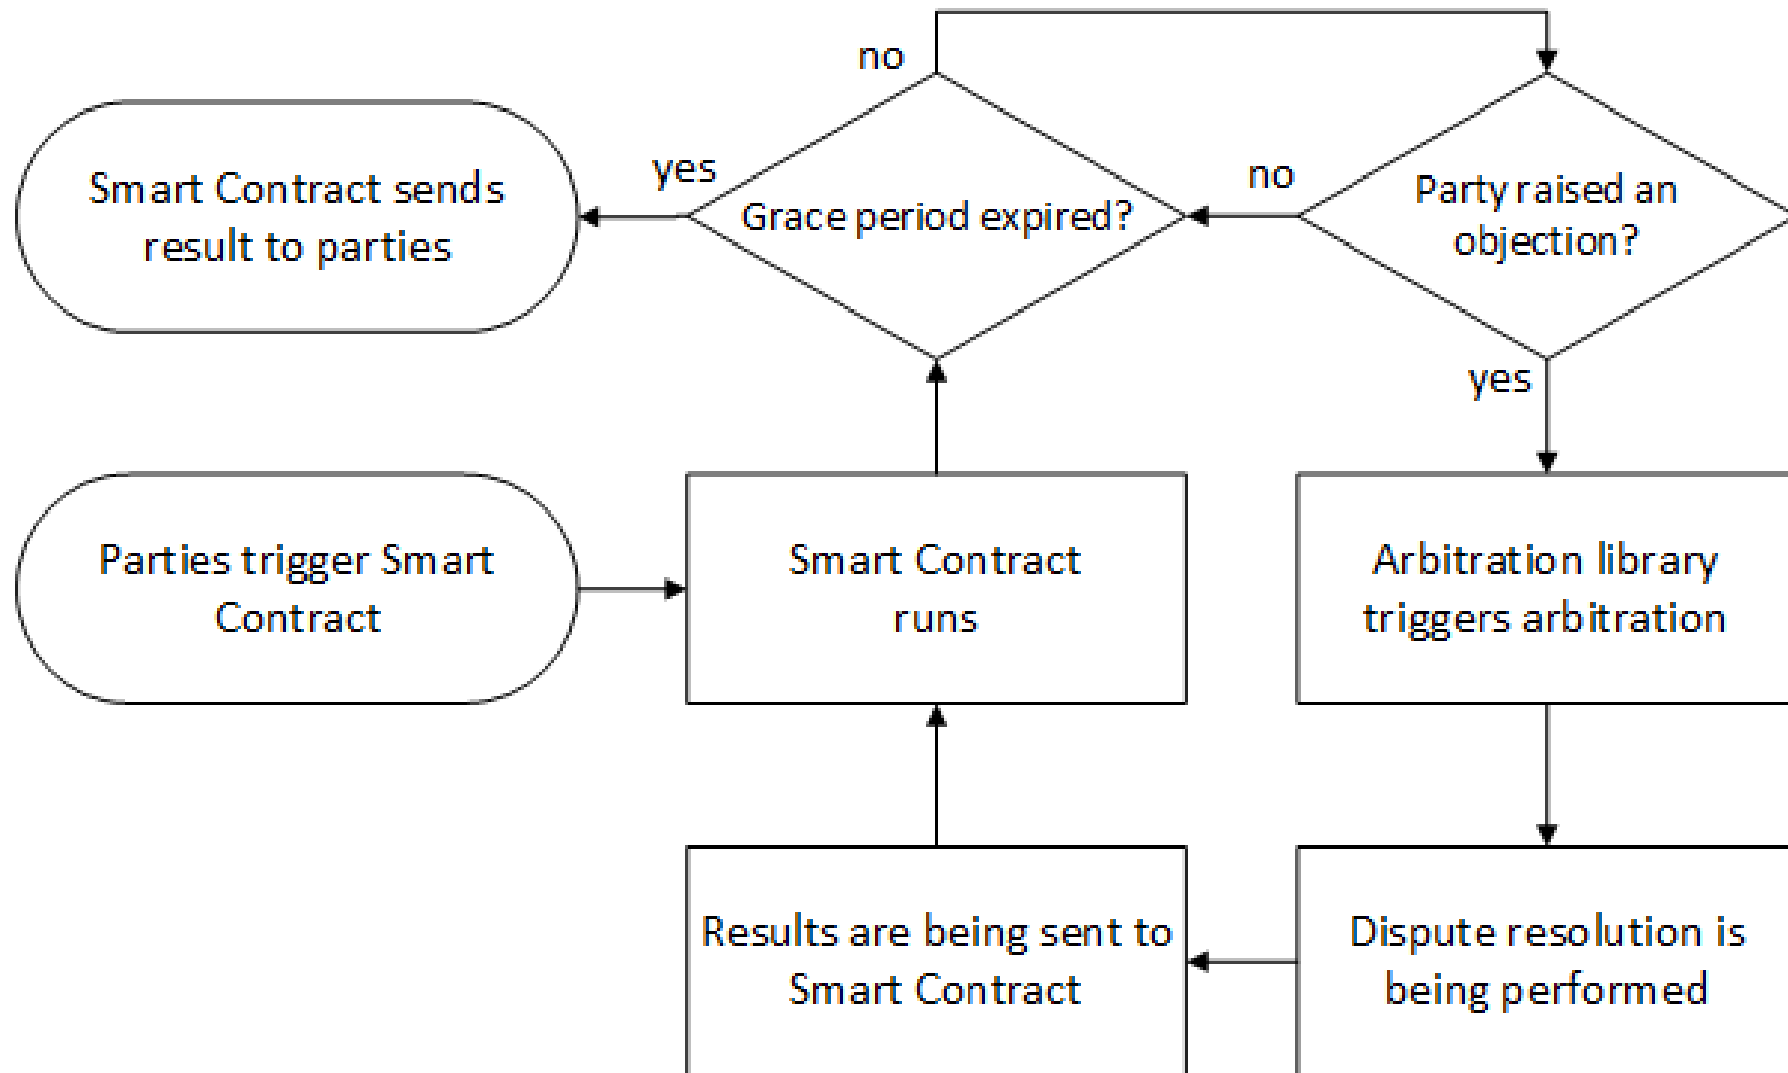 no
yes
Smart Contract sends
result to parties
Grace period expired?
no
Party raised an
objection?
yes
Parties trigger Smart
Contract
Smart Contract
runs
Arbitration library
triggers arbitration
Results are being sent to
Smart Contract
Dispute resolution is
being performed